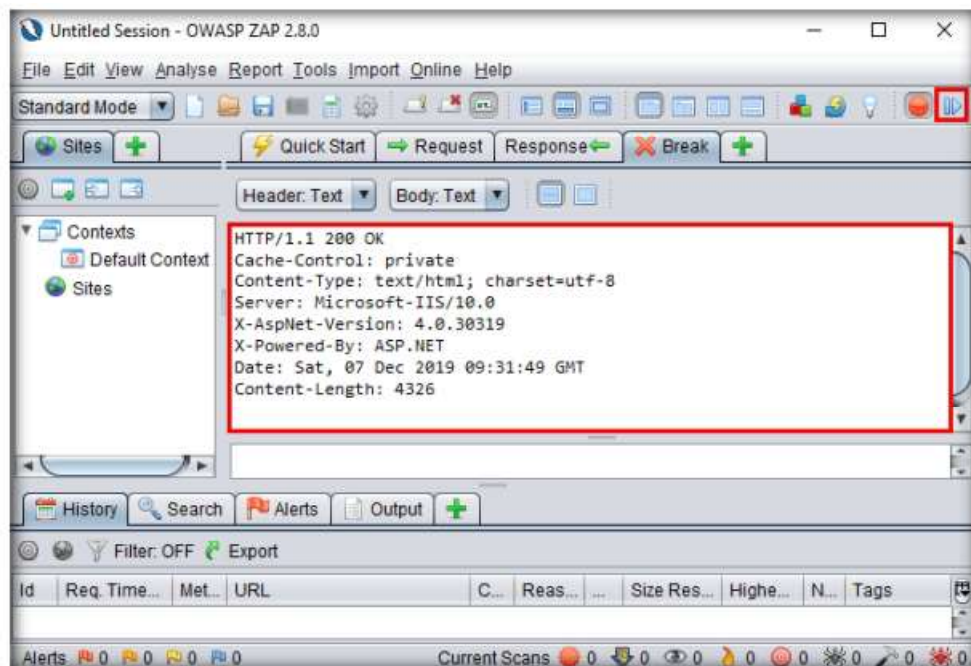 Untitled Session - OWASP ZAP 2.8.0
File Edit View Analyse Report Tools Import Online Help
Standard Mode
Sites
Quick Start Request Response Break
Header: Text Body: Text
Contexts
Default Context
Sites
HTTP/1.1 200 OK
Cache-Control: private
Content-Type: text/html; charset=utf-8
Server: Microsoft-IIS/10.0
X-AspNet-Version: 4.0.30319
X-Powered-By: ASP.NET
Date: Sat, 07 Dec 2019 09:31:49 GMT
Content-Length: 4326
History Search Alerts Output
Filter: OFF Export
Id Req. Time... Met... URL C... Reas... ... Size Res... Highe... N... Tags
Alerts 0 0 0 0 Current Scans 0 0 0 0 0 0 0 0